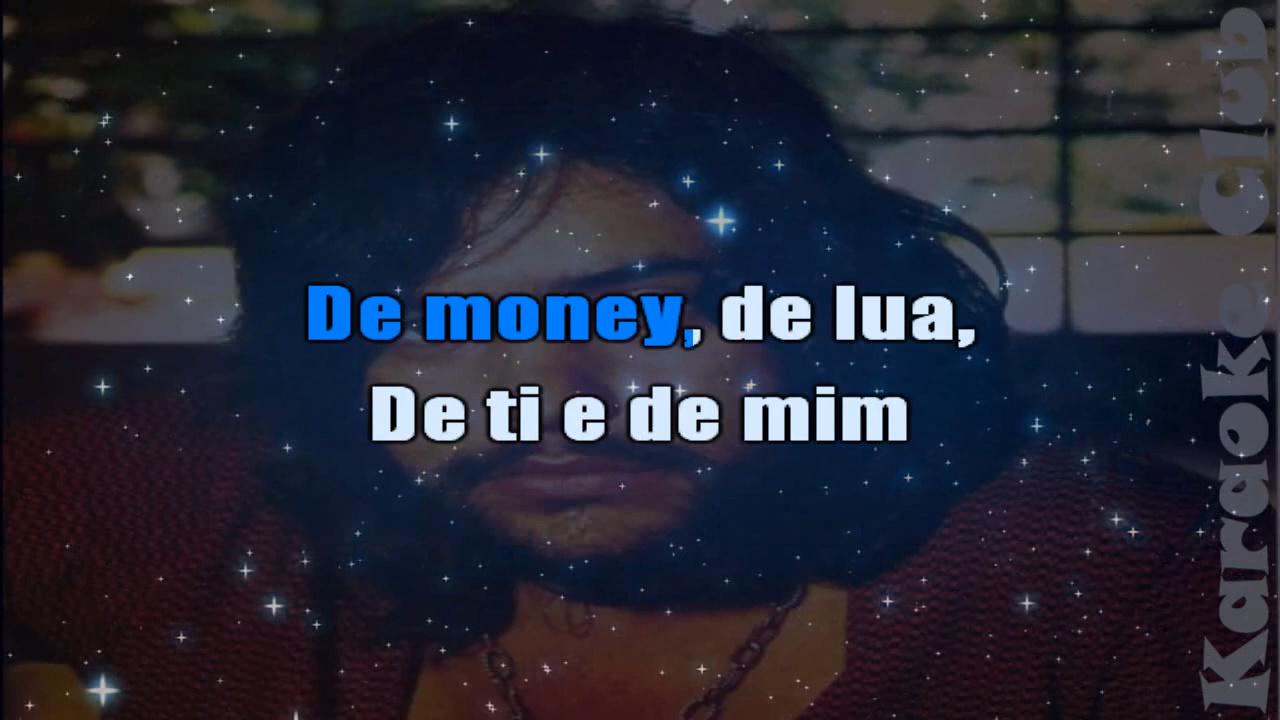 De money, de lua,
De ti e de mim
Karaoke Club